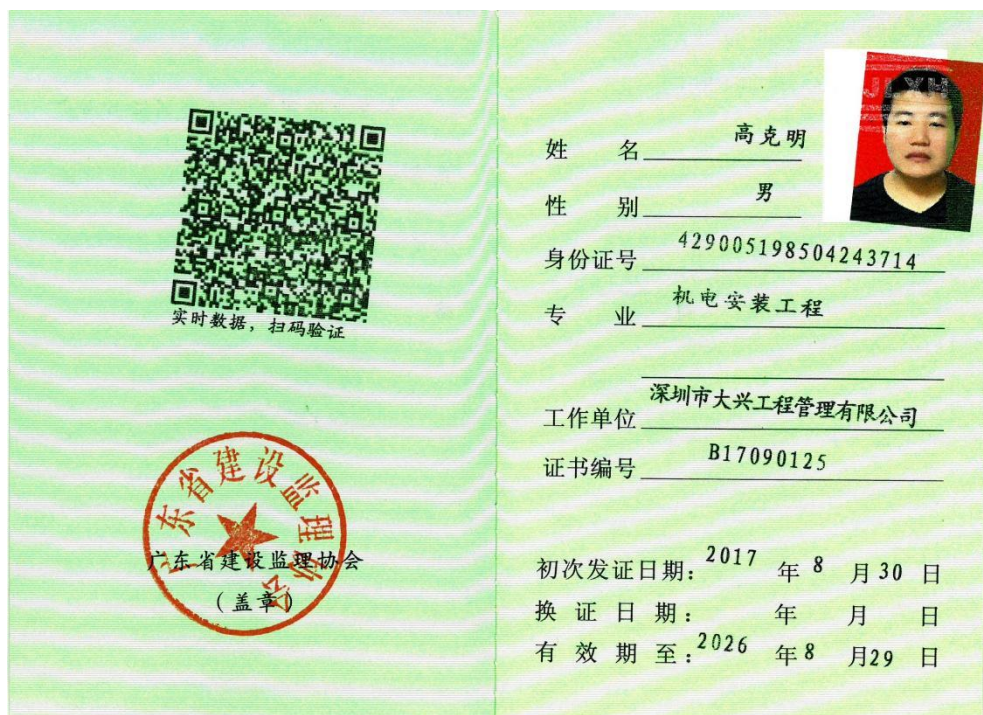 实时数据，扫码验证
广东省建设监理协会
广东省建设监理协会
（盖章）
JLXH
姓 名 高克明
性 别 男
身份证号 429005198504243714
专 业 机电安装工程
工作单位 深圳市大兴工程管理有限公司
证书编号 B17090125
初次发证日期：2017 年 8 月 30 日
换 证 日 期： 年 月 日
有 效 期 至：2026 年 8 月 29 日